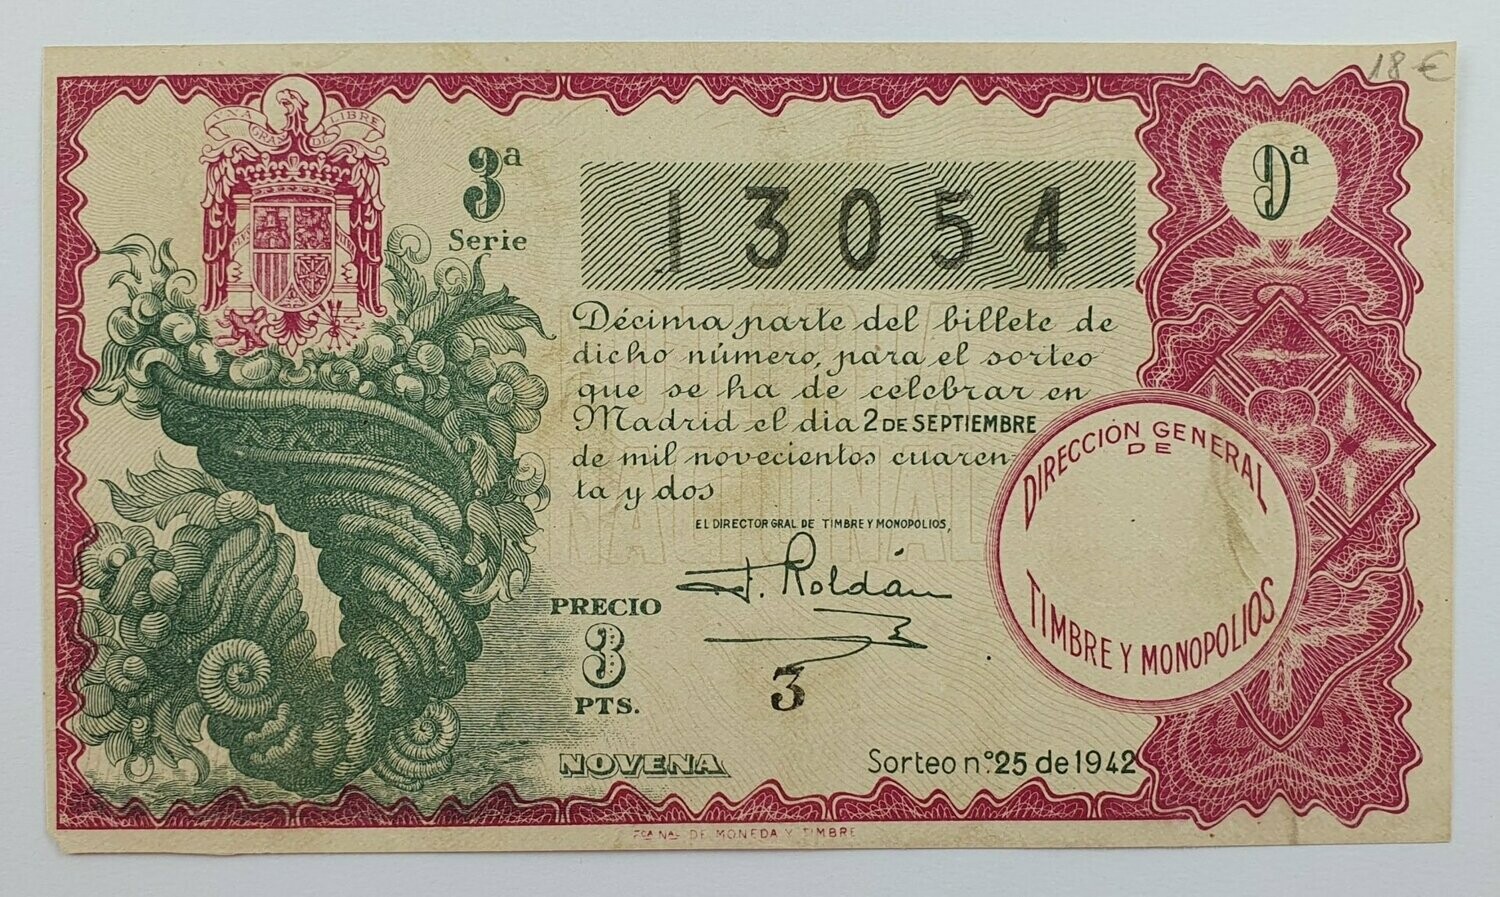 18 €
UNA GRANDE LIBRE
3ª
Serie
13054
9ª
Décima parte del billete de
dicho número, para el sorteo
que se ha de celebrar en
Madrid el dia 2 DE SEPTIEMBRE
de mil novecientos cuaren-
ta y dos
LOTERIA NACIONAL
EL DIRECTOR GRAL DE TIMBRE Y MONOPOLIOS,
J. Roldán
PRECIO
3
PTS.
3
DIRECCIÓN GENERAL
DE
TIMBRE Y MONOPOLIOS
NOVENA
Sorteo n.º 25 de 1942
FCA NAL DE MONEDA Y TIMBRE